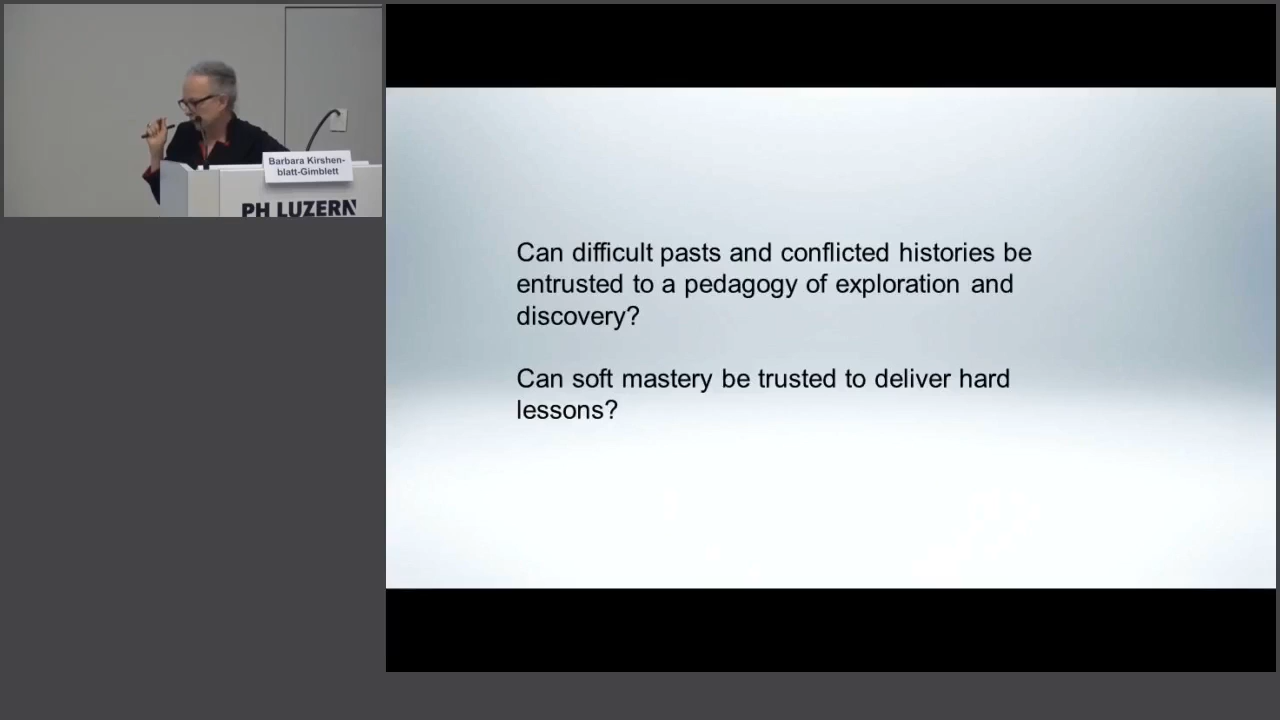 Barbara Kirshen-
blatt-Gimblett
PH LUZERN
Can difficult pasts and conflicted histories be
entrusted to a pedagogy of exploration and
discovery?
Can soft mastery be trusted to deliver hard
lessons?